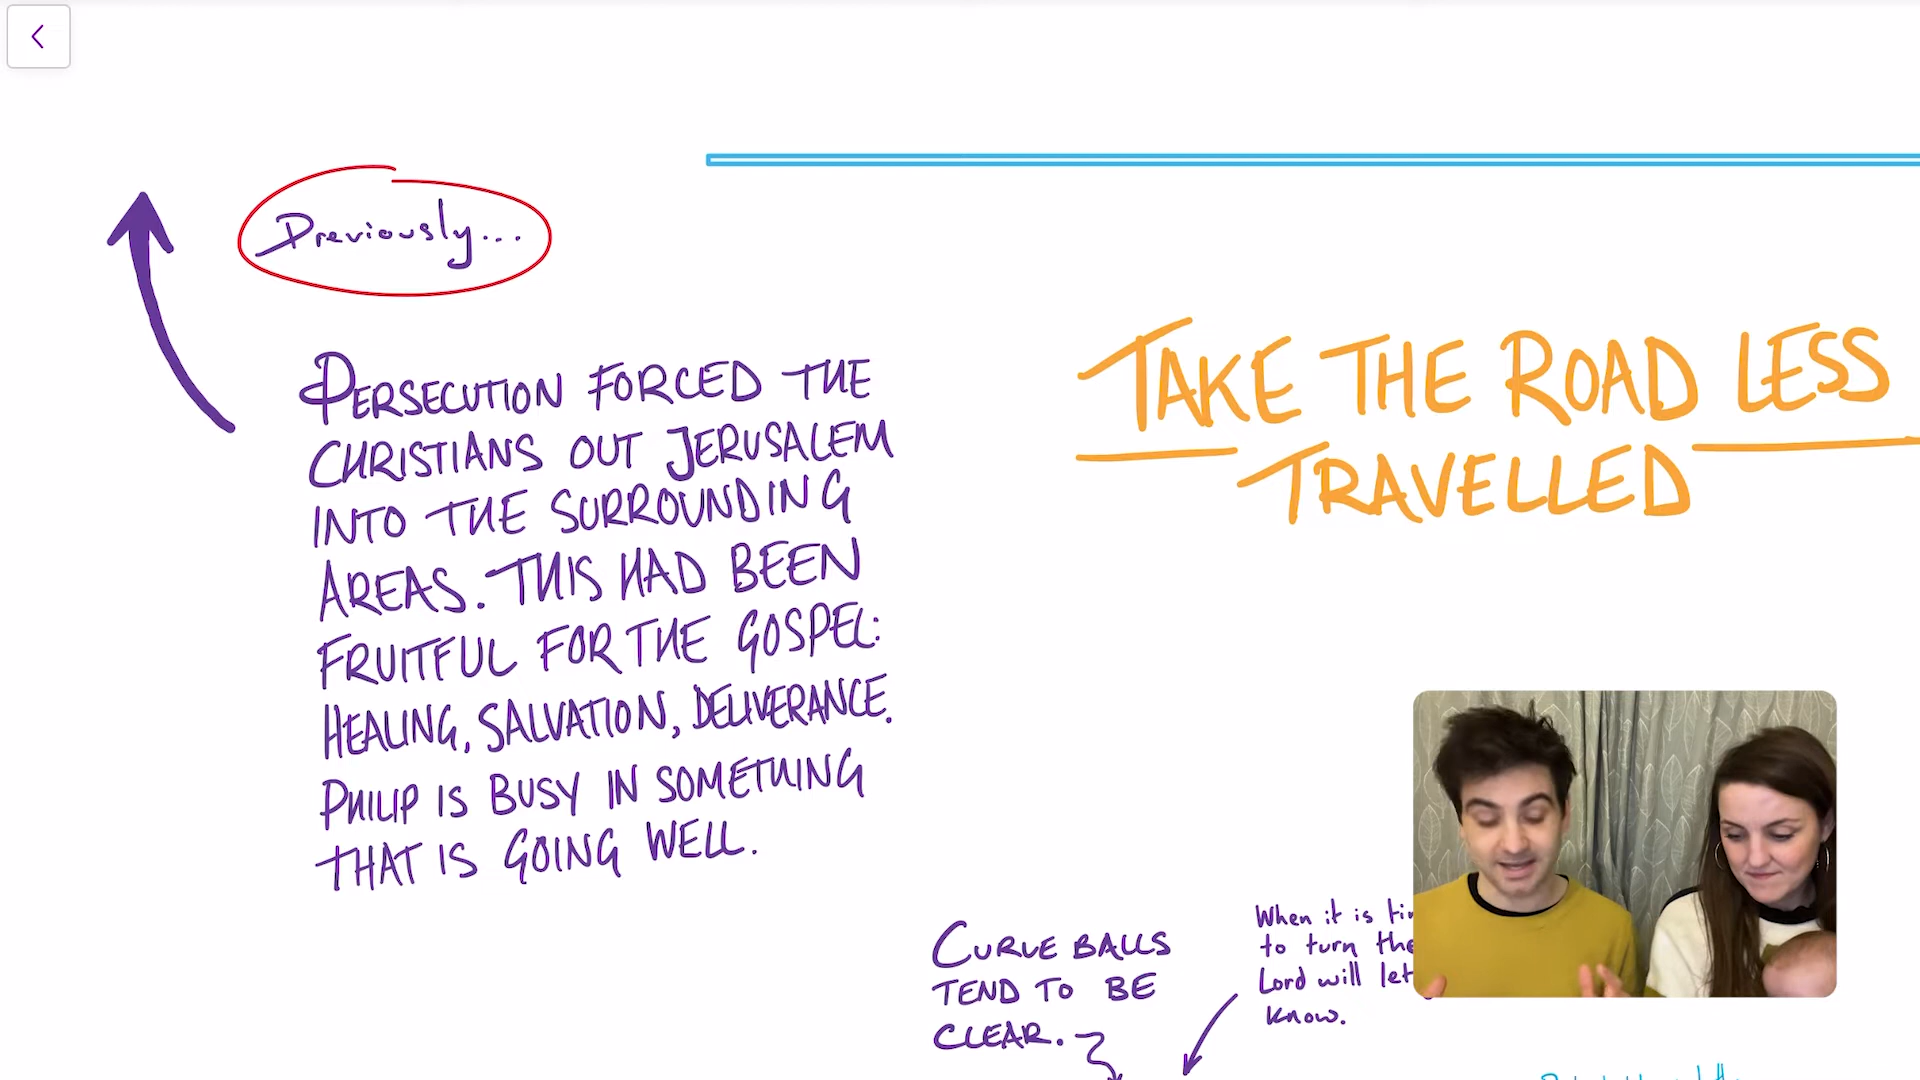 Previously...
PERSECUTION FORCED THE
CHRISTIANS OUT JERUSALEM
INTO THE SURROUNDING
AREAS. THIS HAD BEEN
FRUITFUL FOR THE GOSPEL:
HEALING, SALVATION, DELIVERANCE.
PHILIP IS BUSY IN SOMETHING
THAT IS GOING WELL.
TAKE THE ROAD LESS
TRAVELLED
CURVE BALLS
TEND TO BE
CLEAR.
When it is
to turn the
Lord will let
know.